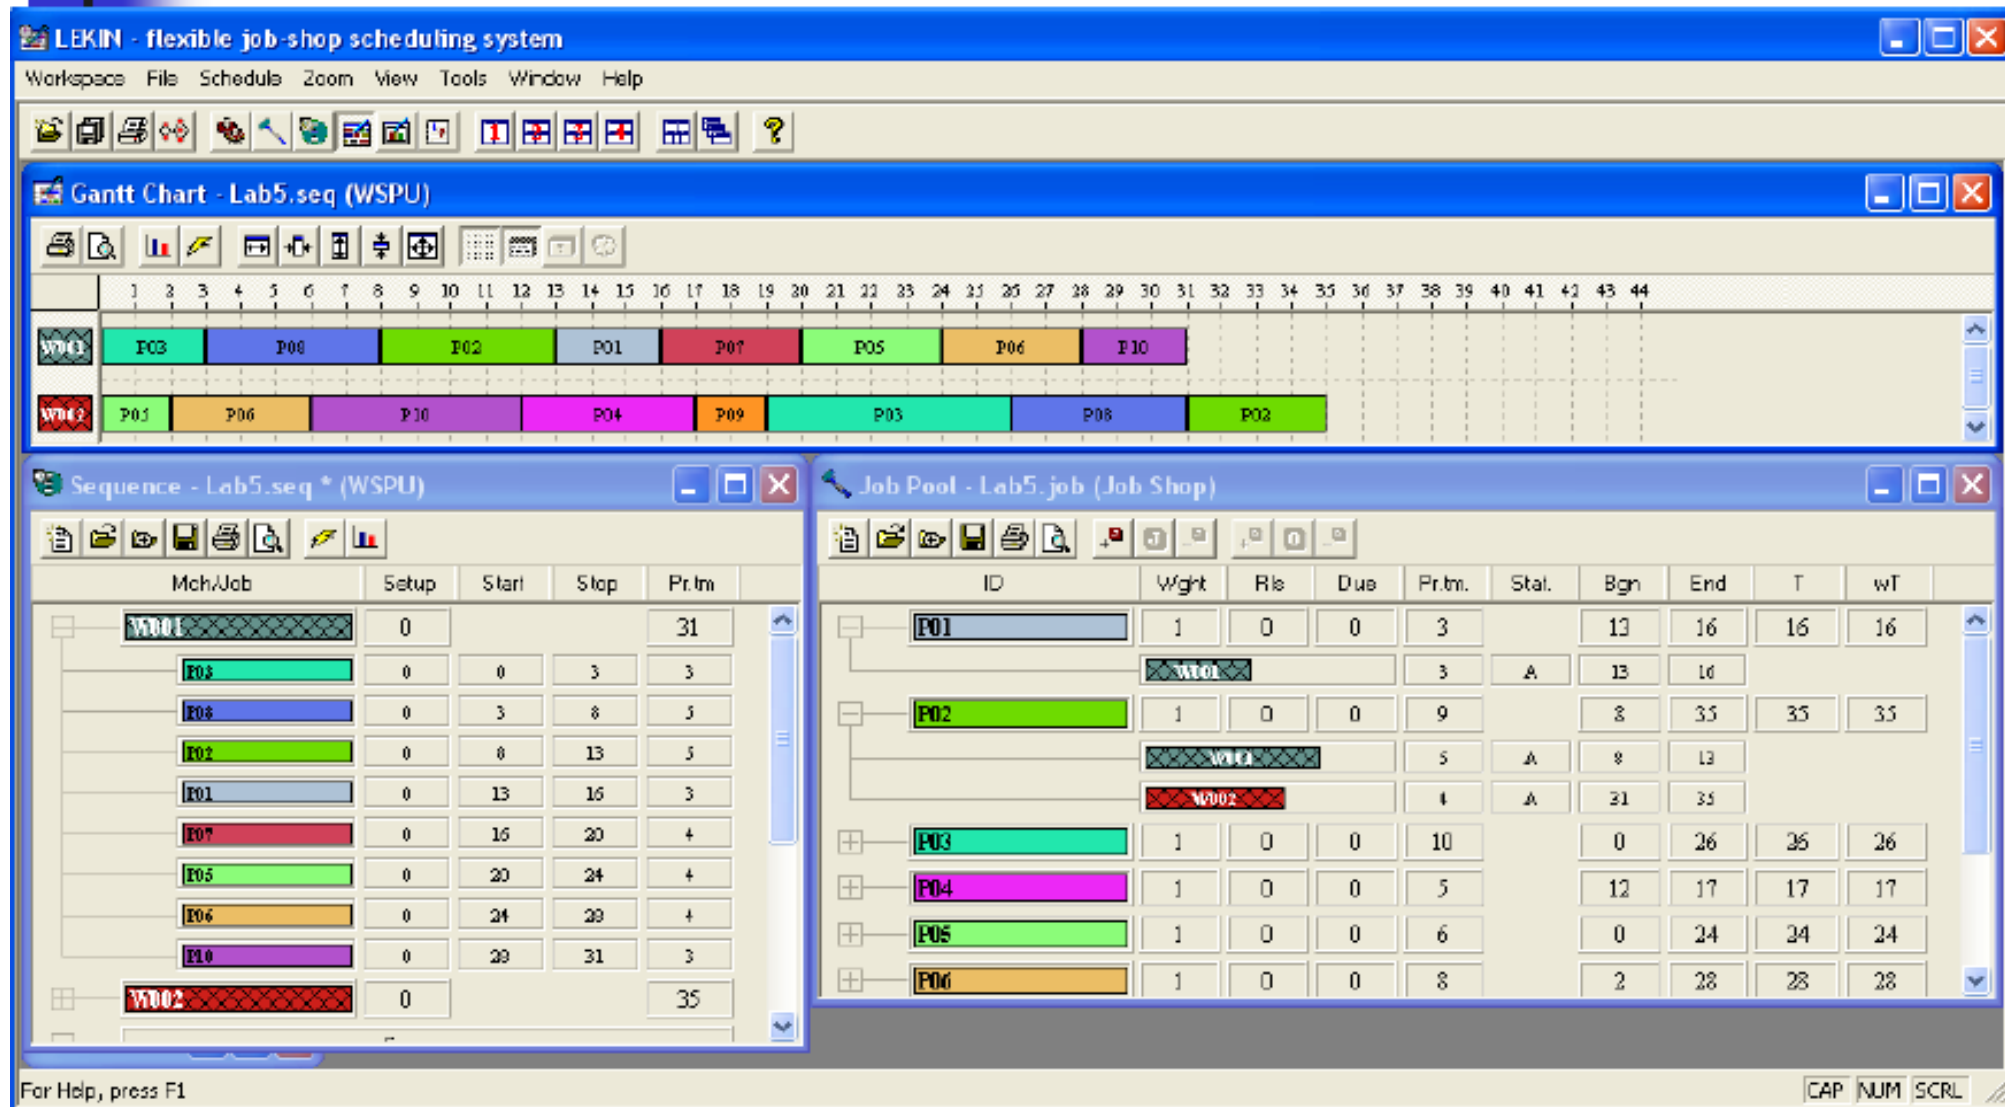 LEKIN - flexible job-shop scheduling system
Workspace File Schedule Zoom View Tools Window Help
Gantt Chart - Lab5.seq (WSPU)
1 2 3 4 5 6 7 8 9 10 11 12 13 14 15 16 17 18 19 20 21 22 23 24 25 26 27 28 29 30 31 32 33 34 35 36 37 38 39 40 41 42 43 44
W001 P03 P08 P02 P01 P07 P05 P06 P10
W002 P05 P06 P10 P04 P09 P03 P08 P02
Sequence - Lab5.seq * (WSPU)
Mch/Job Setup Start Stop Pr.tm
W001 0 31
P03 0 0 3 3
P08 0 3 8 5
P02 0 8 13 5
P01 0 13 16 3
P07 0 16 20 4
P05 0 20 24 4
P06 0 24 28 4
P10 0 28 31 3
W002 0 35
Job Pool - Lab5.job (Job Shop)
ID Wght Rls Due Pr.tm. Stat. Bgn End T wT
P01 1 0 0 3 13 16 16 16
W001 3 A 13 16
P02 1 0 0 9 8 35 35 35
W001 5 A 8 13
W002 4 A 31 35
P03 1 0 0 10 0 26 26 26
P04 1 0 0 5 12 17 17 17
P05 1 0 0 6 0 24 24 24
P06 1 0 0 8 2 28 28 28
For Help, press F1
CAP NUM SCRL